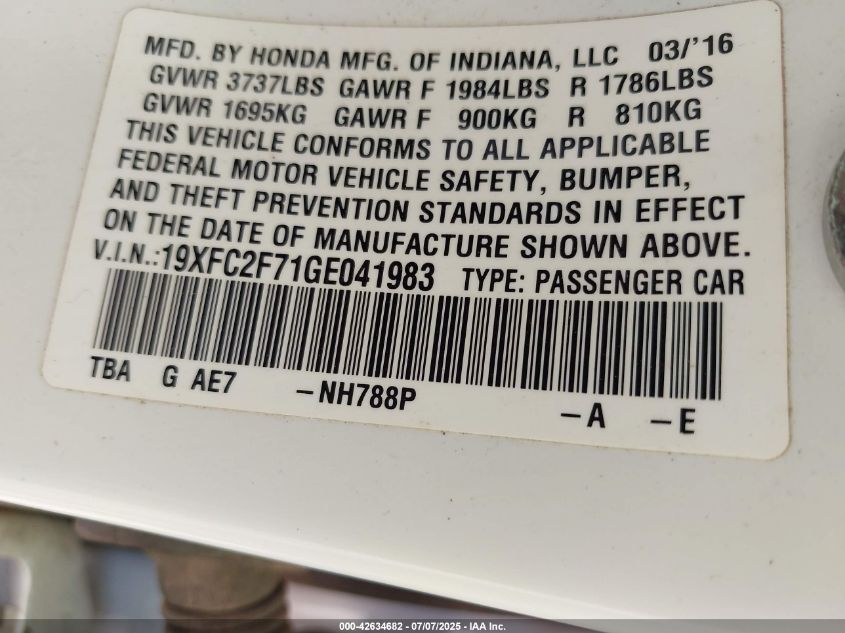 MFD. BY HONDA MFG. OF INDIANA, LLC 03/'16
GVWR 3737LBS GAWR F 1984LBS R 1786LBS
GVWR 1695KG GAWR F 900KG R 810KG
THIS VEHICLE CONFORMS TO ALL APPLICABLE
FEDERAL MOTOR VEHICLE SAFETY, BUMPER,
AND THEFT PREVENTION STANDARDS IN EFFECT
ON THE DATE OF MANUFACTURE SHOWN ABOVE.
V.I.N.:19XFC2F71GE041983 TYPE: PASSENGER CAR
TBA G AE7 –NH788P –A –E
000-42634682 / 07/07/2025 - IAA Inc.